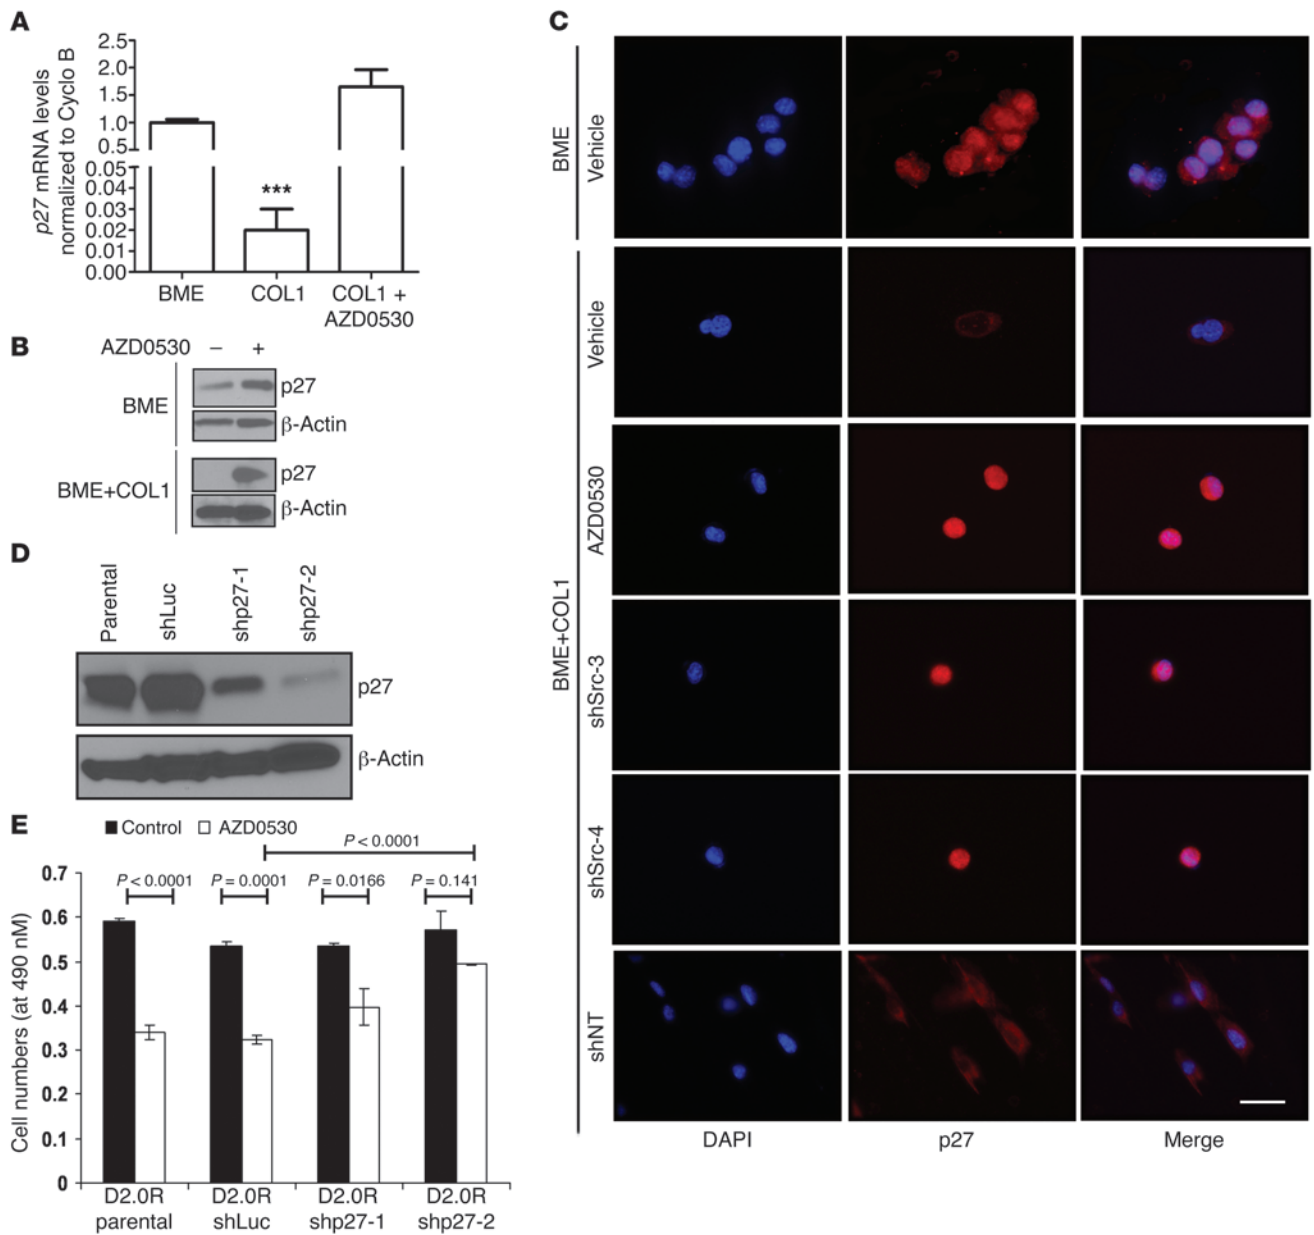 A
p27 mRNA levels
normalized to Cyclo B
2.5
2.0
1.5
1.0
0.5
0.05
0.04
0.03
0.02
0.01
0.00
***
BME
COL1
COL1 +
AZD0530
B
AZD0530 – +
BME
p27
β-Actin
BME+COL1
p27
β-Actin
D
Parental
shLuc
shp27-1
shp27-2
p27
β-Actin
E
Control
AZD0530
P < 0.0001
P < 0.0001
P = 0.0001
P = 0.0166
P = 0.141
Cell numbers (at 490 nM)
0.7
0.6
0.5
0.4
0.3
0.2
0.1
0
D2.0R
parental
D2.0R
shLuc
D2.0R
shp27-1
D2.0R
shp27-2
C
BME
Vehicle
BME+COL1
Vehicle
AZD0530
shSrc-3
shSrc-4
shNT
DAPI
p27
Merge